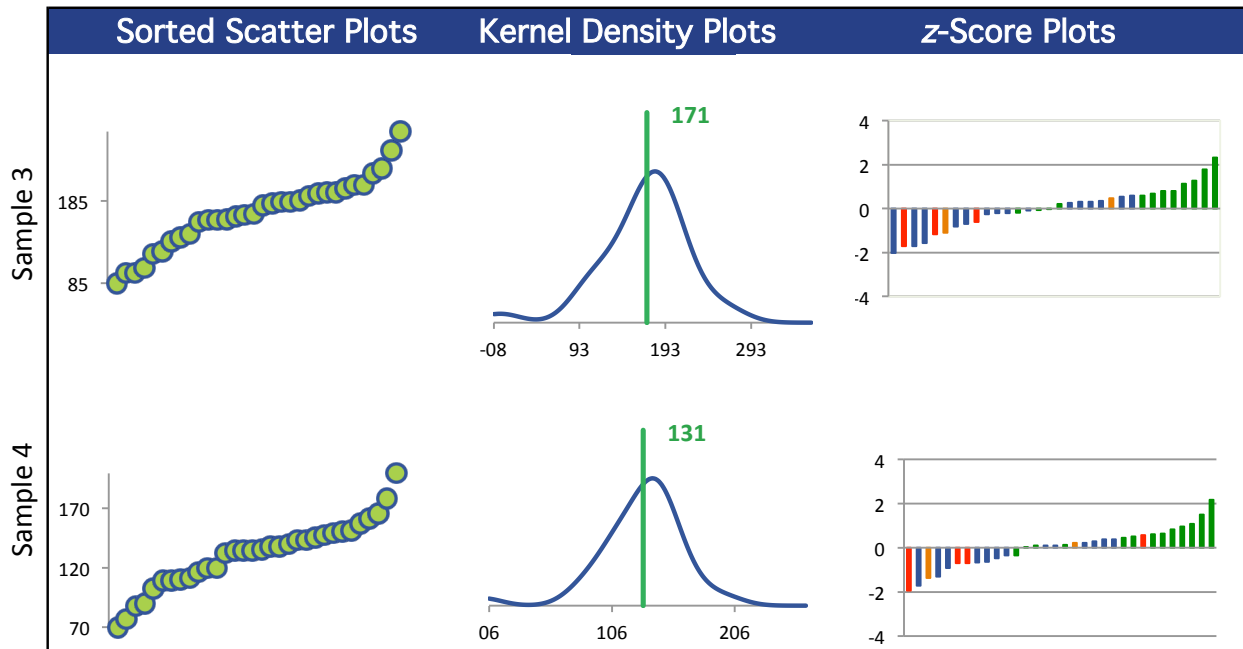 Sorted Scatter Plots
Kernel Density Plots
z-Score Plots
Sample 3
185
85
171
-08 93 193 293
4
2
0
-2
-4
Sample 4
170
120
70
131
06 106 206
4
2
0
-2
-4